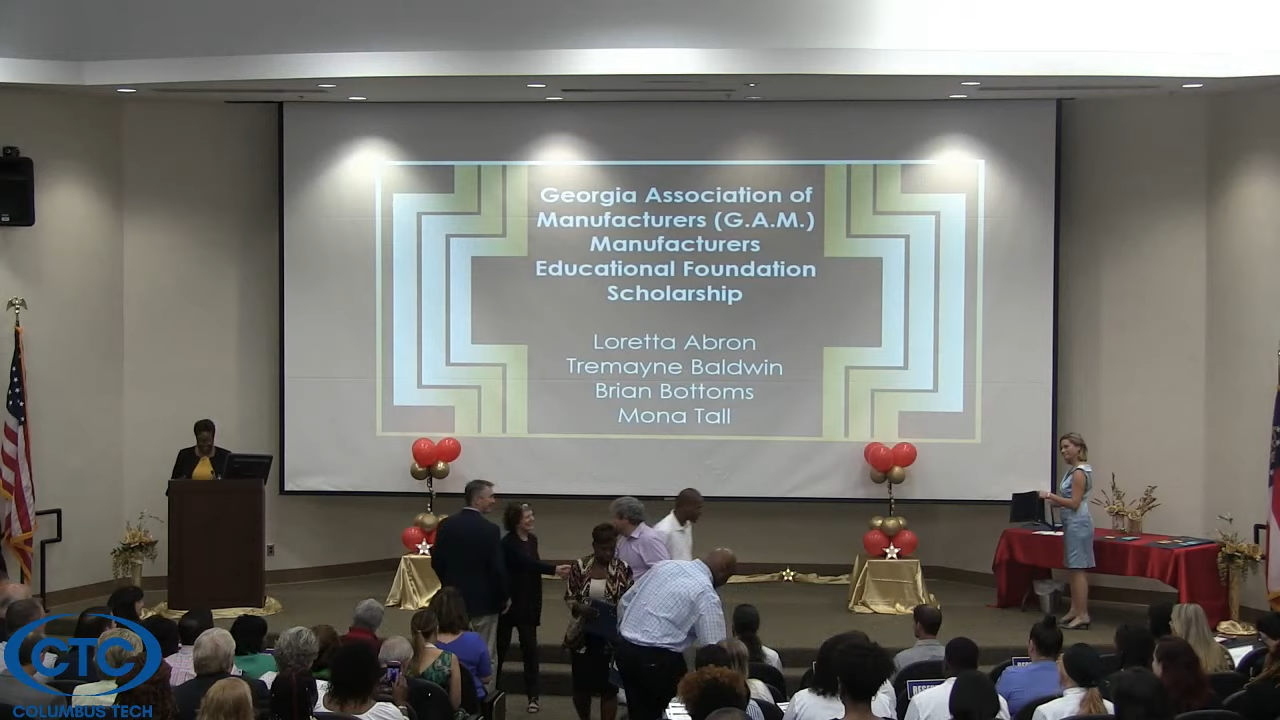 Georgia Association of
Manufacturers (G.A.M.)
Manufacturers
Educational Foundation
Scholarship
Loretta Abron
Tremayne Baldwin
Brian Bottoms
Mona Tall
CTC
COLUMBUS TECH